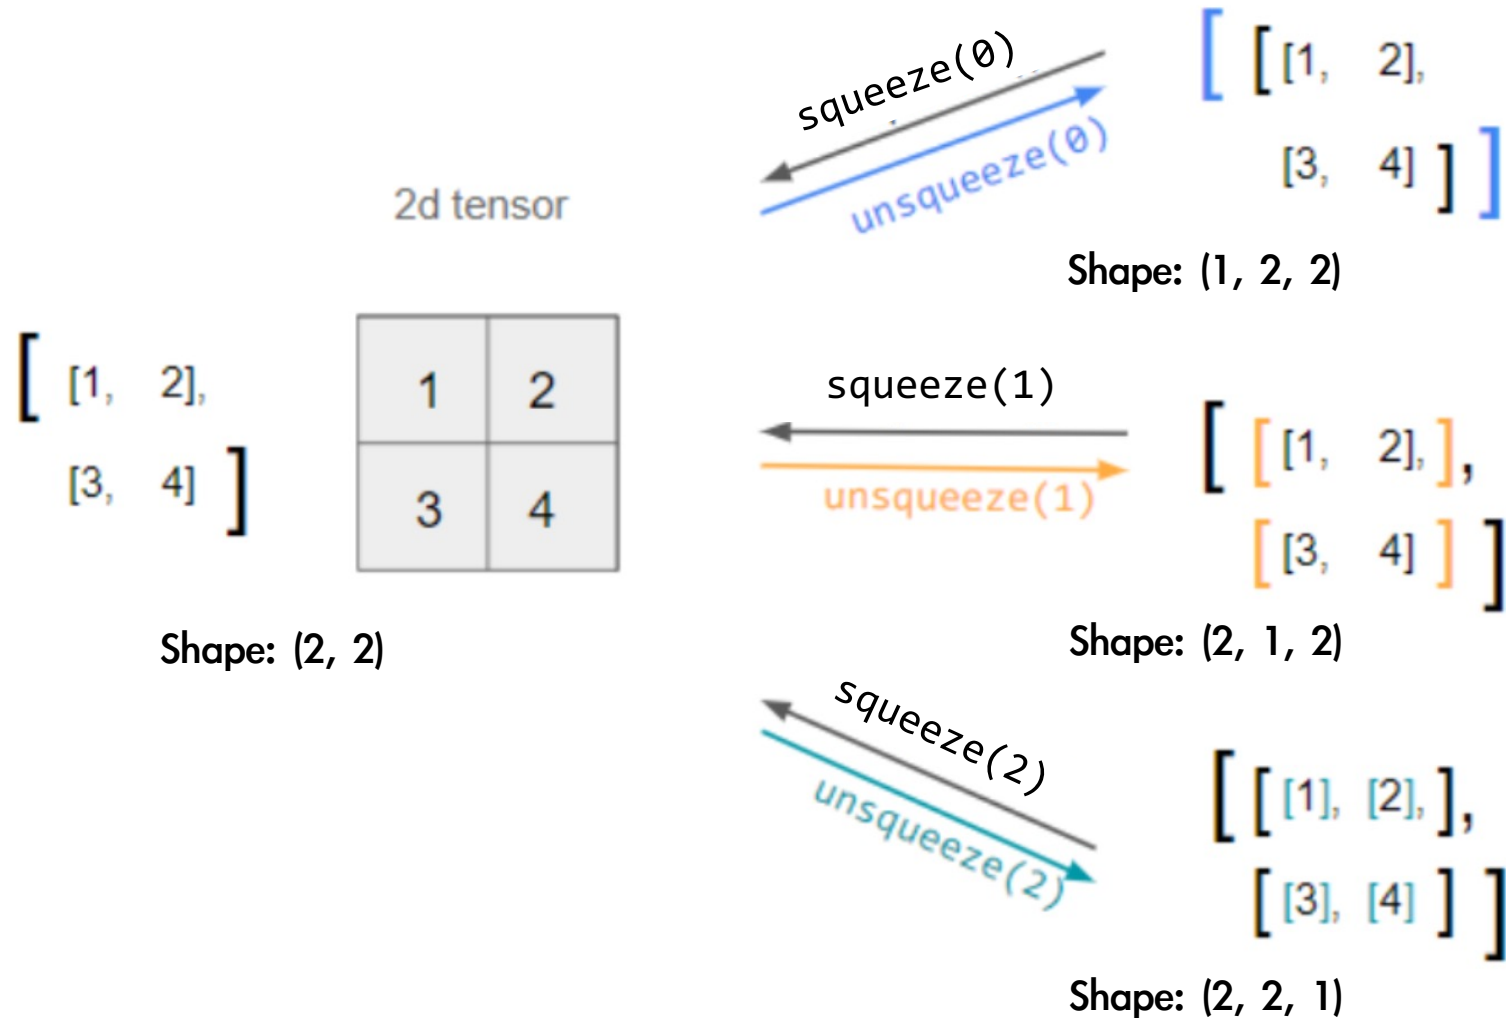 2d tensor
[ [1, 2],
[3, 4] ]
1 2
3 4
Shape: (2, 2)
squeeze(0)
unsqueeze(0)
[ [ [1, 2],
[3, 4] ] ]
Shape: (1, 2, 2)
squeeze(1)
unsqueeze(1)
[ [ [1, 2], ],
[ [3, 4] ] ]
Shape: (2, 1, 2)
squeeze(2)
unsqueeze(2)
[ [ [1], [2], ],
[ [3], [4] ] ]
Shape: (2, 2, 1)